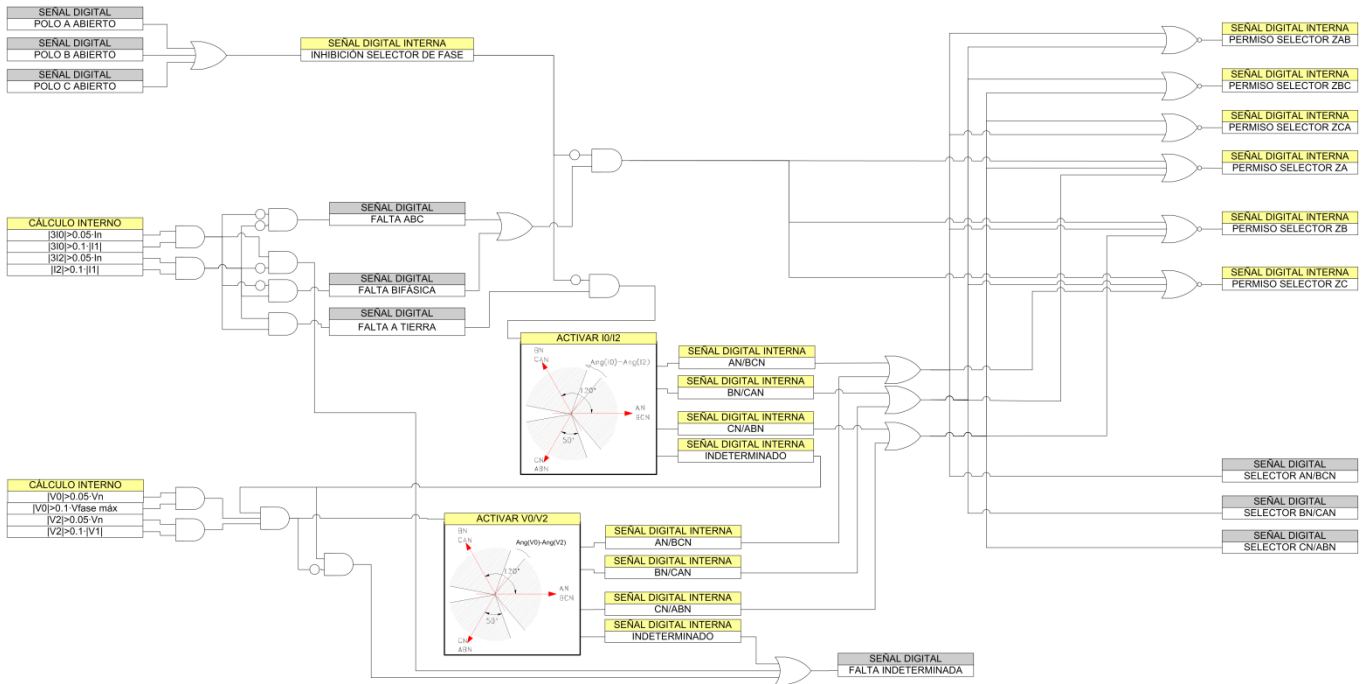 SEÑAL DIGITAL
POLO A ABIERTO
SEÑAL DIGITAL
POLO B ABIERTO
SEÑAL DIGITAL
POLO C ABIERTO
SEÑAL DIGITAL INTERNA
INHIBICIÓN SELECTOR DE FASE
SEÑAL DIGITAL INTERNA
PERMISO SELECTOR ZAB
SEÑAL DIGITAL INTERNA
PERMISO SELECTOR ZBC
SEÑAL DIGITAL INTERNA
PERMISO SELECTOR ZCA
SEÑAL DIGITAL INTERNA
PERMISO SELECTOR ZA
SEÑAL DIGITAL INTERNA
PERMISO SELECTOR ZB
SEÑAL DIGITAL INTERNA
PERMISO SELECTOR ZC
CÁLCULO INTERNO
|3I0|>0.05·In
|3I0|>0.1·|I1|
|3I2|>0.05·In
|I2|>0.1·|I1|
SEÑAL DIGITAL
FALTA ABC
SEÑAL DIGITAL
FALTA BIFÁSICA
SEÑAL DIGITAL
FALTA A TIERRA
ACTIVAR I0/I2
BN
CAN
Ang(I0)-Ang(I2)
120°
AN
BCN
50°
CN
ABN
SEÑAL DIGITAL INTERNA
AN/BCN
SEÑAL DIGITAL INTERNA
BN/CAN
SEÑAL DIGITAL INTERNA
CN/ABN
SEÑAL DIGITAL INTERNA
INDETERMINADO
CÁLCULO INTERNO
|V0|>0.05·Vn
|V0|>0.1·Vfase máx
|V2|>0.05·Vn
|V2|>0.1·|V1|
ACTIVAR V0/V2
BN
CAN
Ang(V0)-Ang(V2)
120°
AN
BCN
50°
CN
ABN
SEÑAL DIGITAL INTERNA
AN/BCN
SEÑAL DIGITAL INTERNA
BN/CAN
SEÑAL DIGITAL INTERNA
CN/ABN
SEÑAL DIGITAL INTERNA
INDETERMINADO
SEÑAL DIGITAL
SELECTOR AN/BCN
SEÑAL DIGITAL
SELECTOR BN/CAN
SEÑAL DIGITAL
SELECTOR CN/ABN
SEÑAL DIGITAL
FALTA INDETERMINADA